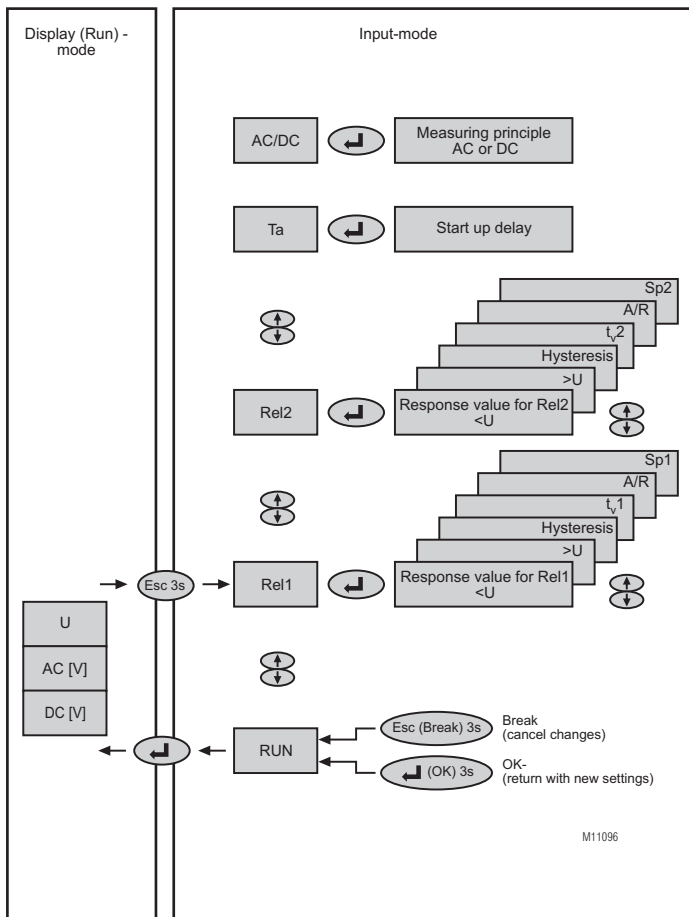 Display (Run) -
mode
Input-mode
AC/DC
Measuring principle
AC or DC
Ta
Start up delay
Sp2
A/R
tv2
Hysteresis
>U
Rel2
Response value for Rel2
<U
Sp1
A/R
tv1
Hysteresis
>U
Esc 3s
Rel1
Response value for Rel1
<U
U
AC [V]
DC [V]
RUN
Esc (Break) 3s
Break
(cancel changes)
(OK) 3s
OK-
(return with new settings)
M11096